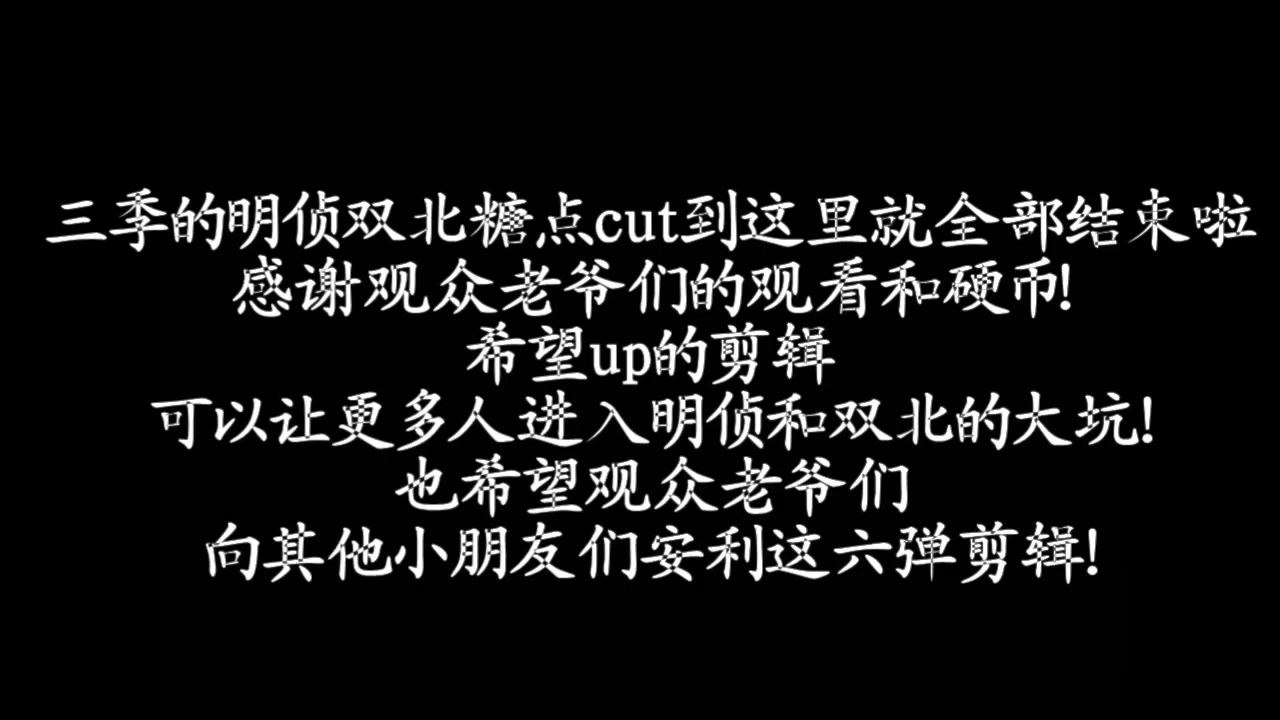 三季的明侦双北糖点cut到这里就全部结束啦
感谢观众老爷们的观看和硬币!
希望up的剪辑
可以让更多人进入明侦和双北的大坑!
也希望观众老爷们
向其他小朋友们安利这六弹剪辑!